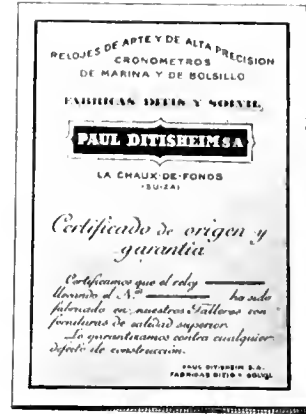 RELOJES DE ARTE Y DE ALTA PRECISION
CRONOMETROS
DE MARINA Y DE BOLSILLO
FABRICAS DITIS Y SOLVIL
PAUL DITISHEIM S A
LA CHAUX-DE-FONDS
(SUIZA)
Certificado de origen y
garantía
Certificamos que el reloj
llevando el N.º ha sido
fabricado en nuestros Talleres con
fornituras de calidad superior.
Lo garantizamos contra cualquier
defecto de construcción.
PAUL DITISHEIM S.A.
FABRICAS DITIS Y SOLVIL